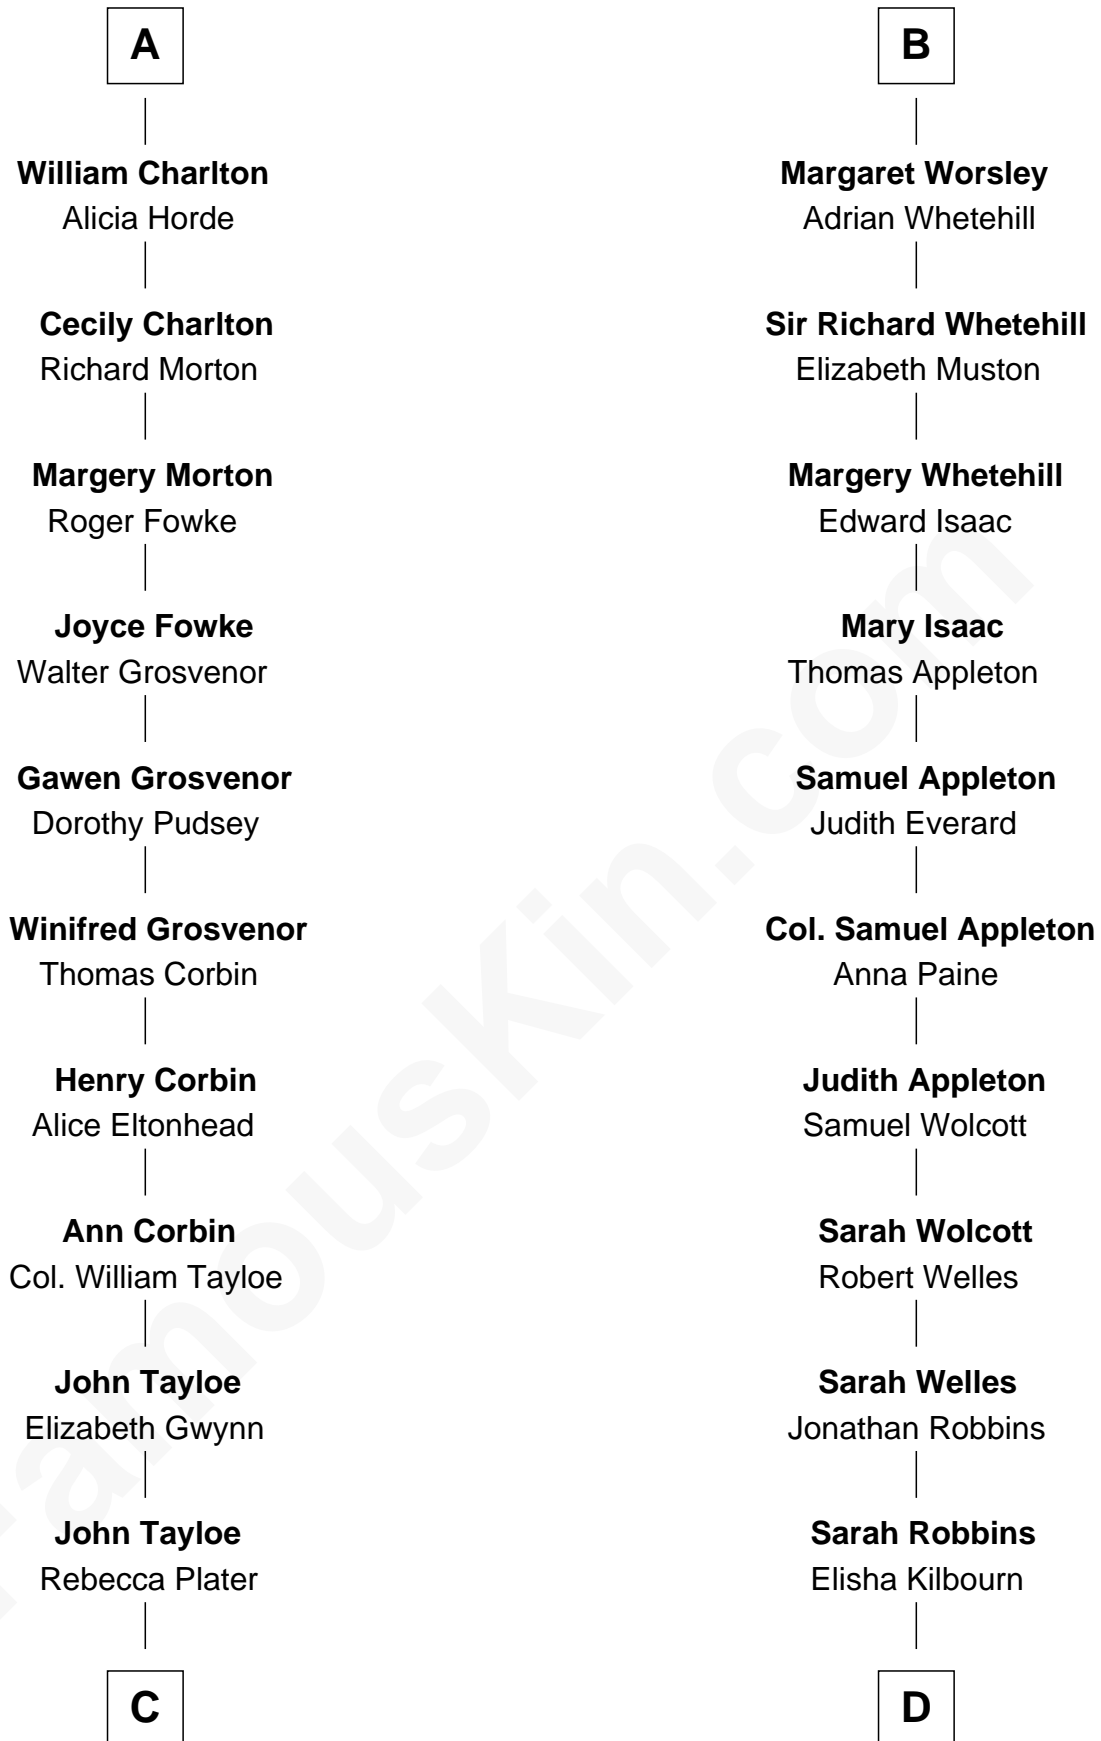 A
William Charlton
Alicia Horde
Cecily Charlton
Richard Morton
Margery Morton
Roger Fowke
Joyce Fowke
Walter Grosvenor
Gawen Grosvenor
Dorothy Pudsey
Winifred Grosvenor
Thomas Corbin
Henry Corbin
Alice Eltonhead
Ann Corbin
Col. William Tayloe
John Tayloe
Elizabeth Gwynn
John Tayloe
Rebecca Plater
C
B
Margaret Worsley
Adrian Whetehill
Sir Richard Whetehill
Elizabeth Muston
Margery Whetehill
Edward Isaac
Mary Isaac
Thomas Appleton
Samuel Appleton
Judith Everard
Col. Samuel Appleton
Anna Paine
Judith Appleton
Samuel Wolcott
Sarah Wolcott
Robert Welles
Sarah Welles
Jonathan Robbins
Sarah Robbins
Elisha Kilbourn
D
FamousKin.com